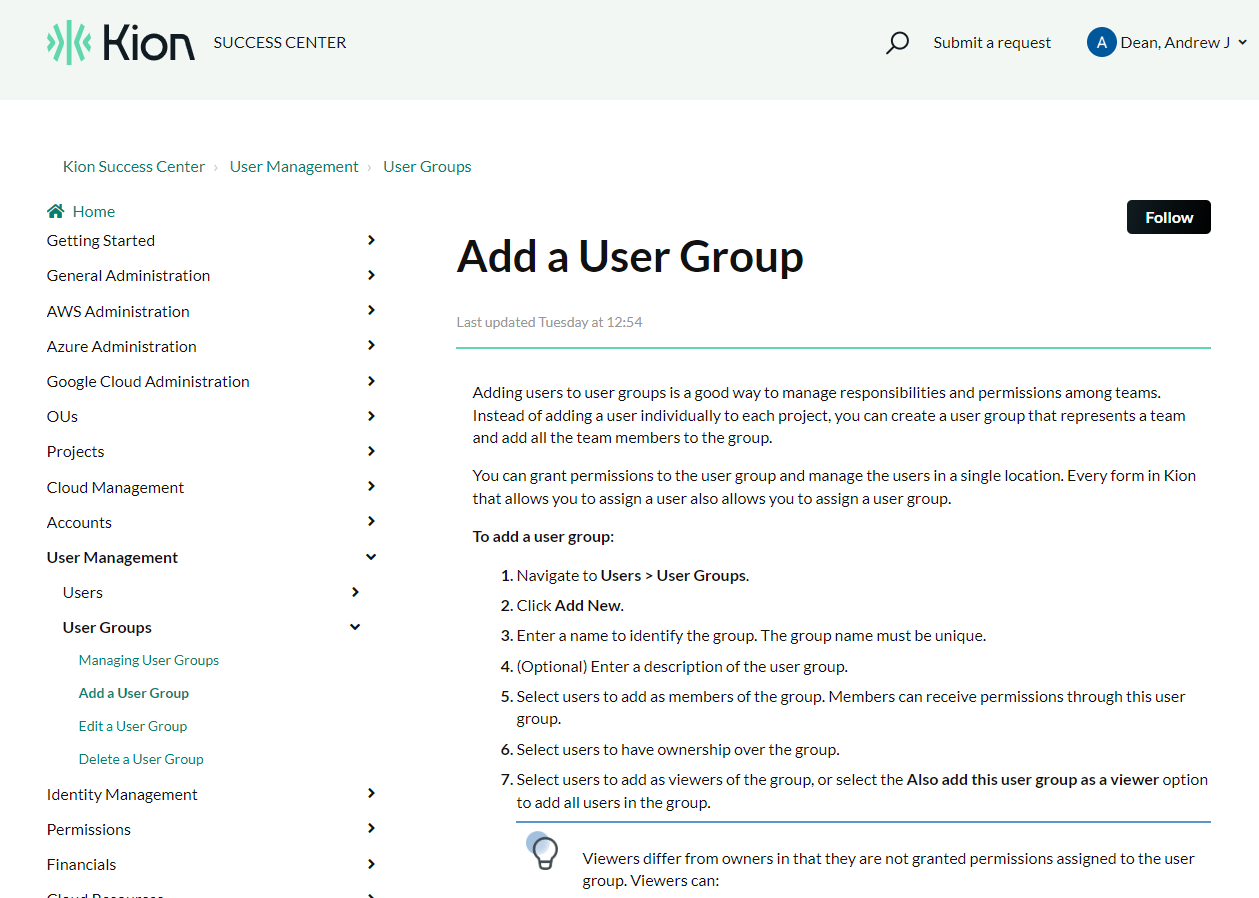 Kion SUCCESS CENTER
Submit a request
A Dean, Andrew J
Kion Success Center › User Management › User Groups
Home
Getting Started
General Administration
AWS Administration
Azure Administration
Google Cloud Administration
OUs
Projects
Cloud Management
Accounts
User Management
Users
User Groups
Managing User Groups
Add a User Group
Edit a User Group
Delete a User Group
Identity Management
Permissions
Financials
Cloud Resources
Follow
Add a User Group
Last updated Tuesday at 12:54
Adding users to user groups is a good way to manage responsibilities and permissions among teams.
Instead of adding a user individually to each project, you can create a user group that represents a team
and add all the team members to the group.
You can grant permissions to the user group and manage the users in a single location. Every form in Kion
that allows you to assign a user also allows you to assign a user group.
To add a user group:
1. Navigate to Users > User Groups.
2. Click Add New.
3. Enter a name to identify the group. The group name must be unique.
4. (Optional) Enter a description of the user group.
5. Select users to add as members of the group. Members can receive permissions through this user
group.
6. Select users to have ownership over the group.
7. Select users to add as viewers of the group, or select the Also add this user group as a viewer option
to add all users in the group.
Viewers differ from owners in that they are not granted permissions assigned to the user
group. Viewers can: